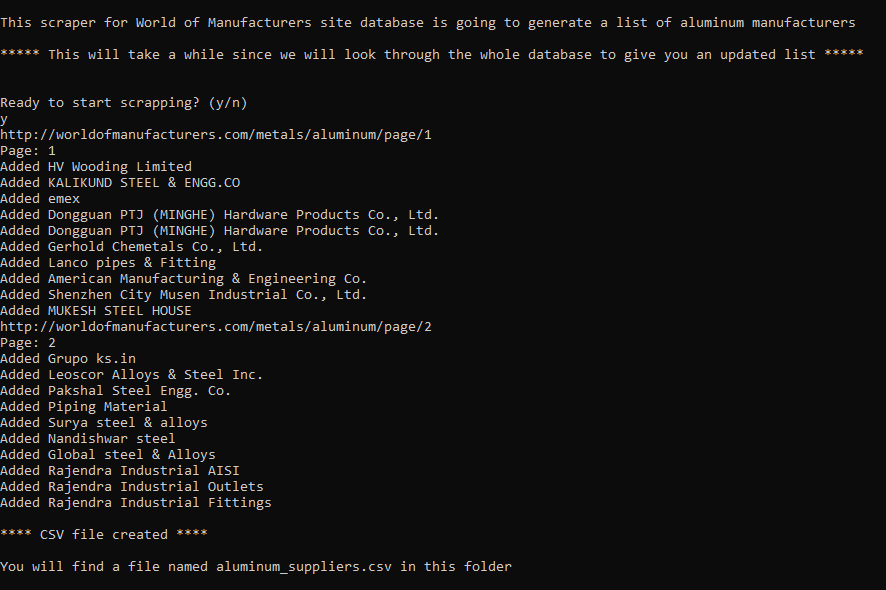 This scraper for World of Manufacturers site database is going to generate a list of aluminum manufacturers
***** This will take a while since we will look through the whole database to give you an updated list *****
Ready to start scrapping? (y/n)
y
http://worldofmanufacturers.com/metals/aluminum/page/1
Page: 1
Added HV Wooding Limited
Added KALIKUND STEEL & ENGG.CO
Added emex
Added Dongguan PTJ (MINGHE) Hardware Products Co., Ltd.
Added Dongguan PTJ (MINGHE) Hardware Products Co., Ltd.
Added Gerhold Chemetals Co., Ltd.
Added Lanco pipes & Fitting
Added American Manufacturing & Engineering Co.
Added Shenzhen City Musen Industrial Co., Ltd.
Added MUKESH STEEL HOUSE
http://worldofmanufacturers.com/metals/aluminum/page/2
Page: 2
Added Grupo ks.in
Added Leoscor Alloys & Steel Inc.
Added Pakshal Steel Engg. Co.
Added Piping Material
Added Surya steel & alloys
Added Nandishwar steel
Added Global steel & Alloys
Added Rajendra Industrial AISI
Added Rajendra Industrial Outlets
Added Rajendra Industrial Fittings
**** CSV file created ****
You will find a file named aluminum_suppliers.csv in this folder